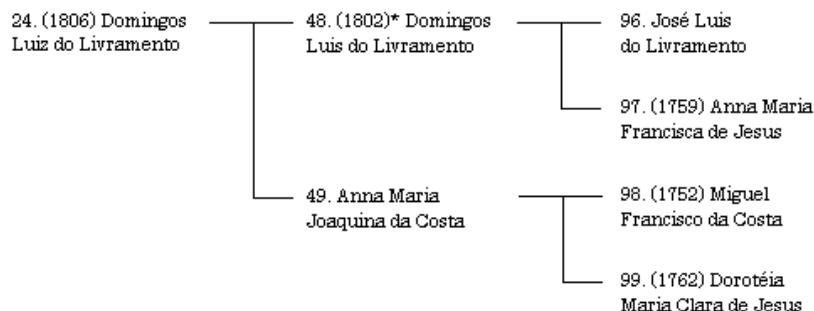 24. (1806) Domingos
Luiz do Livramento
48. (1802)* Domingos
Luis do Livramento
96. José Luis
do Livramento
97. (1759) Anna Maria
Francisca de Jesus
49. Anna Maria
Joaquina da Costa
98. (1752) Miguel
Francisco da Costa
99. (1762) Dorotéia
Maria Clara de Jesus